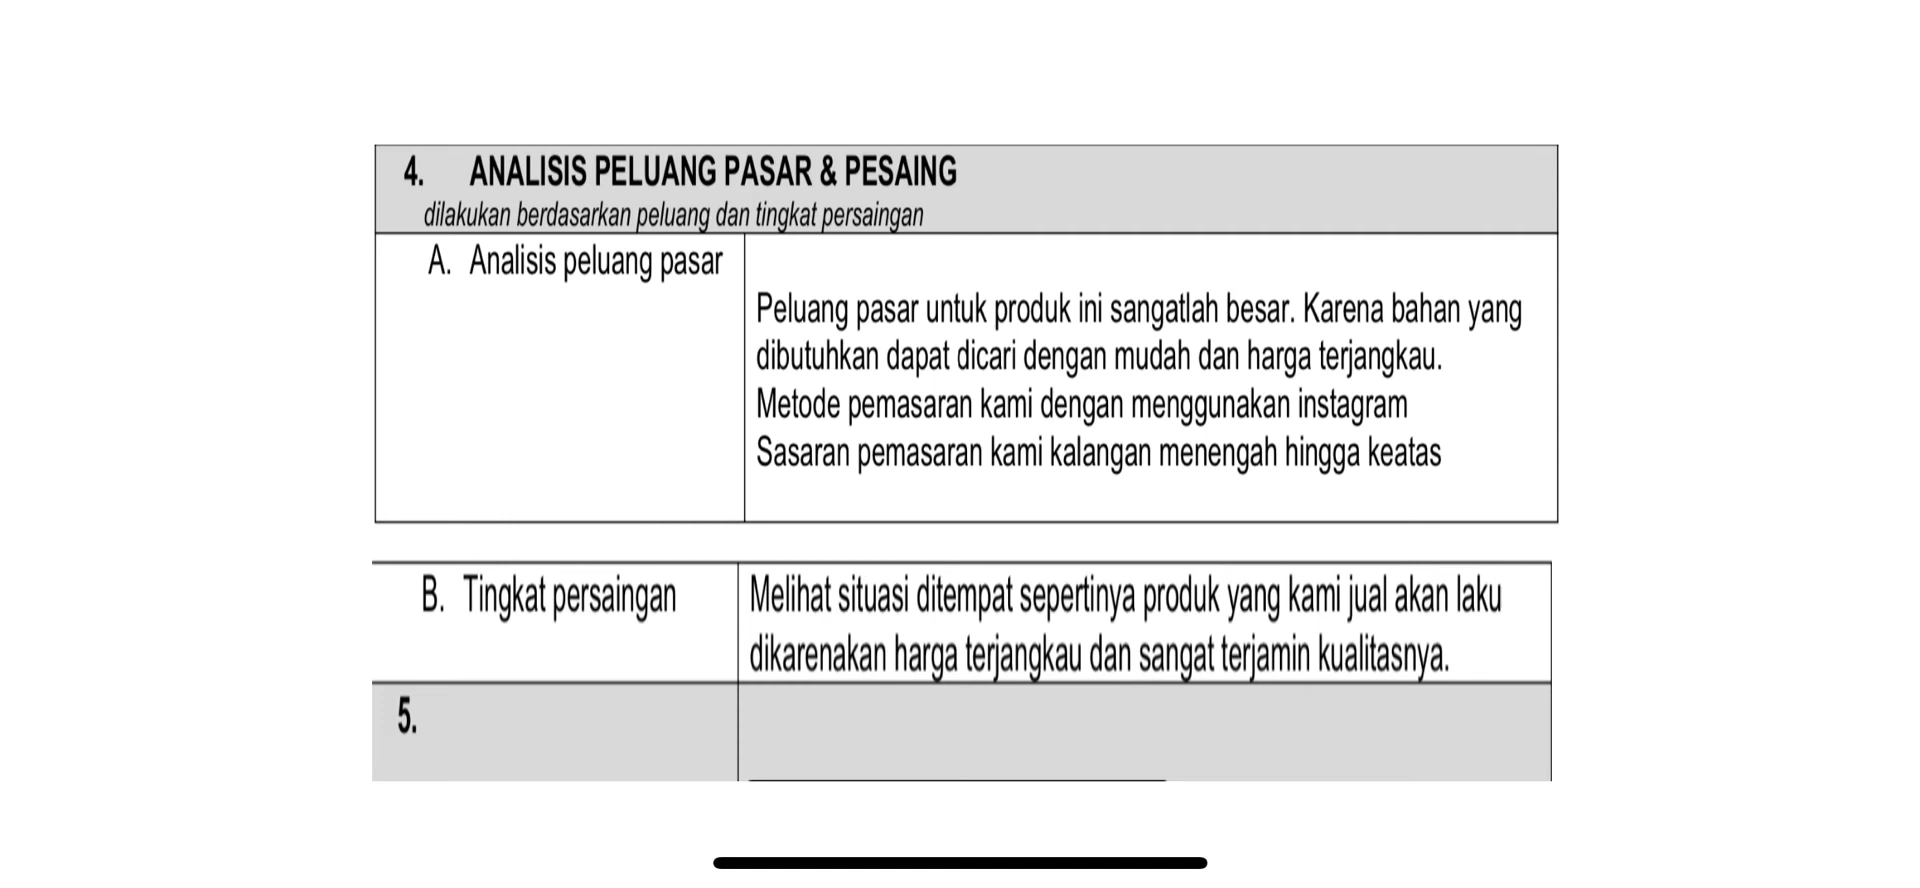 4. ANALISIS PELUANG PASAR & PESAING
dilakukan berdasarkan peluang dan tingkat persaingan
A. Analisis peluang pasar
Peluang pasar untuk produk ini sangatlah besar. Karena bahan yang
dibutuhkan dapat dicari dengan mudah dan harga terjangkau.
Metode pemasaran kami dengan menggunakan instagram
Sasaran pemasaran kami kalangan menengah hingga keatas
B. Tingkat persaingan
Melihat situasi ditempat sepertinya produk yang kami jual akan laku
dikarenakan harga terjangkau dan sangat terjamin kualitasnya.
5.